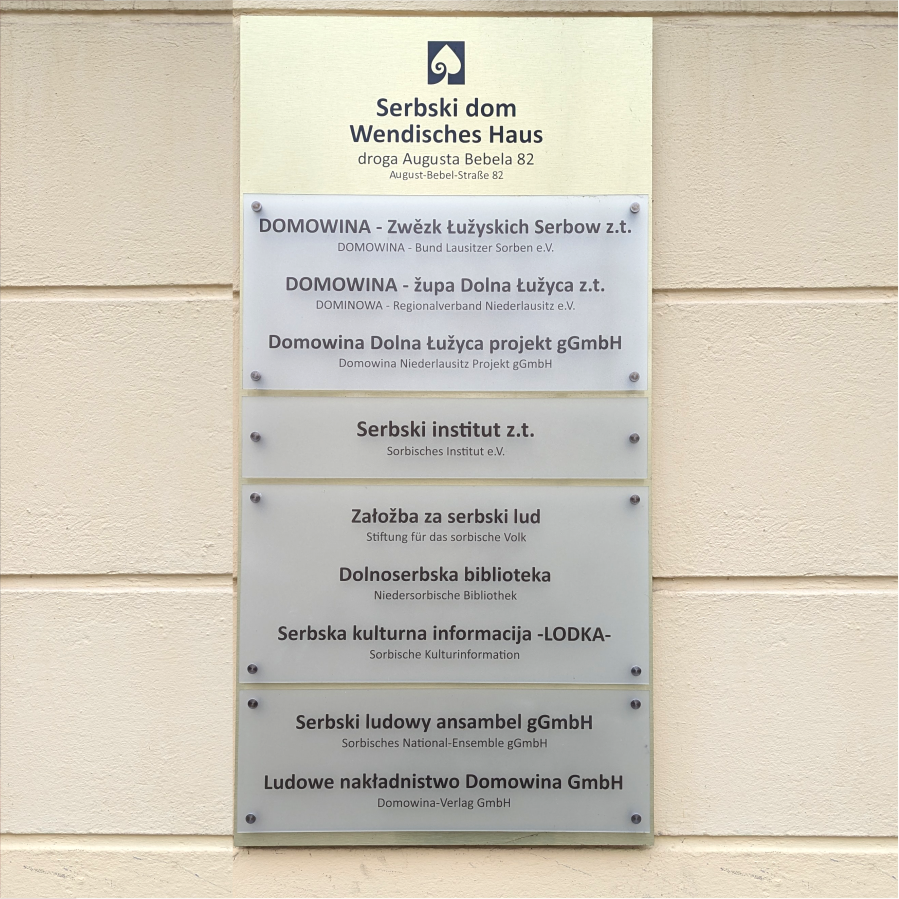 Serbski dom
Wendisches Haus
droga Augusta Bebela 82
August-Bebel-Straße 82
DOMOWINA - Zwězk Łužyskich Serbow z.t.
DOMOWINA - Bund Lausitzer Sorben e.V.
DOMOWINA - župa Dolna Łužyca z.t.
DOMINOWA - Regionalverband Niederlausitz e.V.
Domowina Dolna Łužyca projekt gGmbH
Domowina Niederlausitz Projekt gGmbH
Serbski institut z.t.
Sorbisches Institut e.V.
Załožba za serbski lud
Stiftung für das sorbische Volk
Dolnoserbska biblioteka
Niedersorbische Bibliothek
Serbska kulturna informacija -LODKA-
Sorbische Kulturinformation
Serbski ludowy ansambel gGmbH
Sorbisches National-Ensemble gGmbH
Ludowe nakładnistwo Domowina GmbH
Domowina-Verlag GmbH